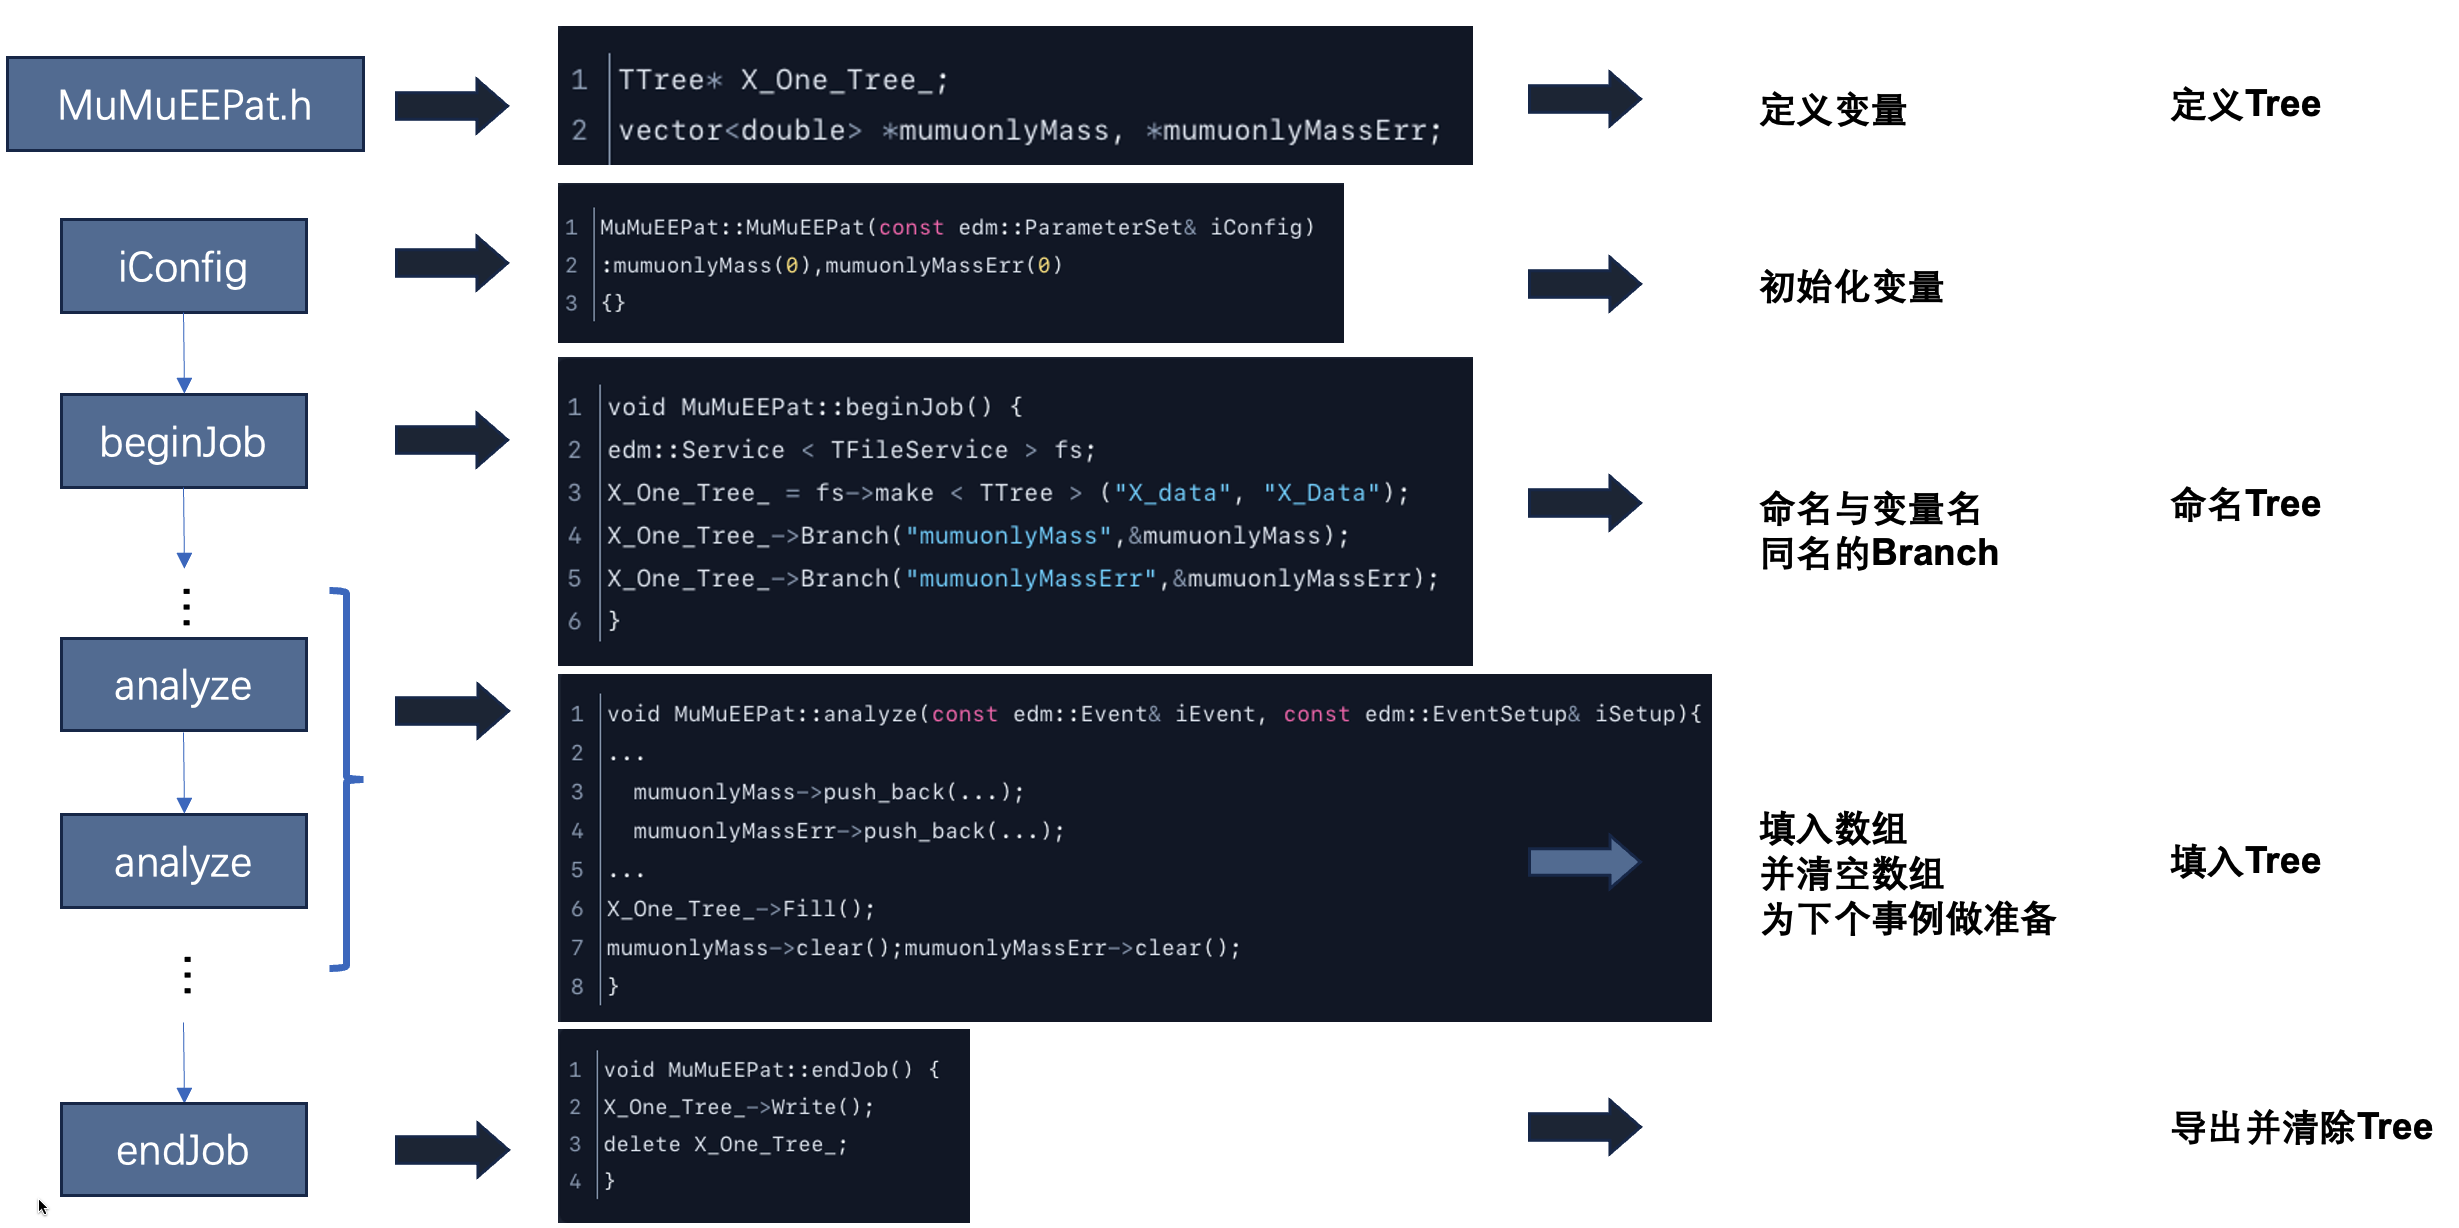 MuMuEEPat.h
1 TTree* X_One_Tree_;
2 vector<double> *mumuonlyMass, *mumuonlyMassErr;
定义变量
定义Tree
iConfig
1 MuMuEEPat::MuMuEEPat(const edm::ParameterSet& iConfig)
2 :mumuonlyMass(0),mumuonlyMassErr(0)
3 {}
初始化变量
beginJob
1 void MuMuEEPat::beginJob() {
2 edm::Service < TFileService > fs;
3 X_One_Tree_ = fs->make < TTree > ("X_data", "X_Data");
4 X_One_Tree_->Branch("mumuonlyMass",&mumuonlyMass);
5 X_One_Tree_->Branch("mumuonlyMassErr",&mumuonlyMassErr);
6 }
命名与变量名
同名的Branch
命名Tree
⋮
analyze
analyze
⋮
1 void MuMuEEPat::analyze(const edm::Event& iEvent, const edm::EventSetup& iSetup){
2 ...
3   mumuonlyMass->push_back(...);
4   mumuonlyMassErr->push_back(...);
5 ...
6 X_One_Tree_->Fill();
7 mumuonlyMass->clear();mumuonlyMassErr->clear();
8 }
填入数组
并清空数组
为下个事例做准备
填入Tree
endJob
1 void MuMuEEPat::endJob() {
2 X_One_Tree_->Write();
3 delete X_One_Tree_;
4 }
导出并清除Tree